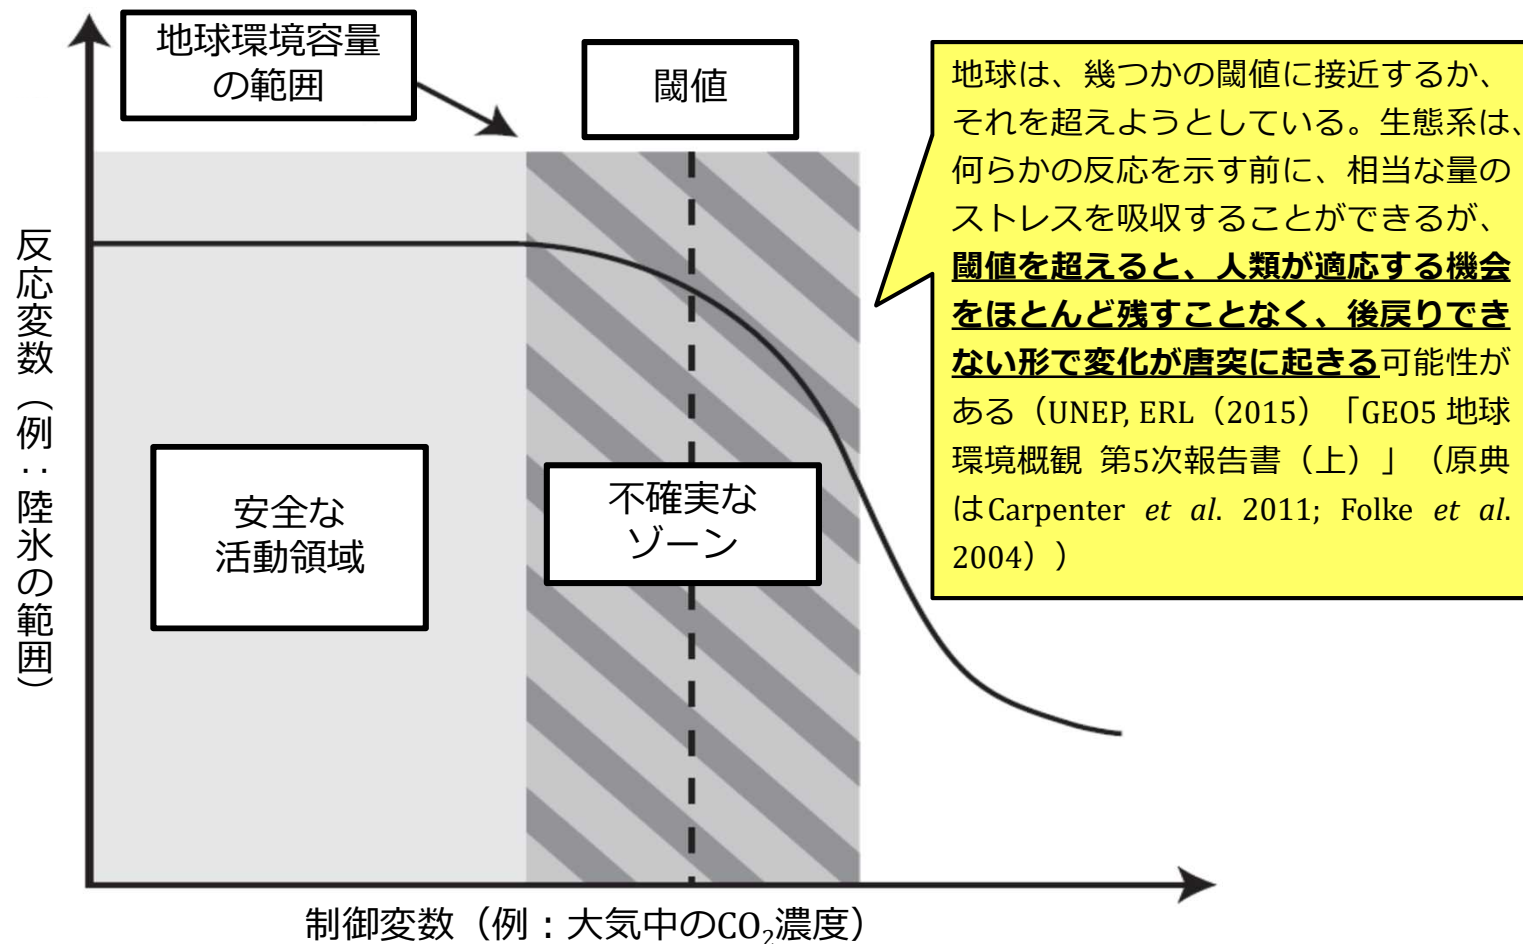 地球環境容量
の範囲
閾値
地球は、幾つかの閾値に接近するか、
それを超えようとしている。生態系は、
何らかの反応を示す前に、相当な量の
ストレスを吸収することができるが、
閾値を超えると、人類が適応する機会
をほとんど残すことなく、後戻りでき
ない形で変化が唐突に起きる可能性が
ある（UNEP, ERL（2015）「GEO5 地球
環境概観 第5次報告書（上）」（原典
はCarpenter et al. 2011; Folke et al.
2004））
反応変数（例：陸氷の範囲）
安全な
活動領域
不確実な
ゾーン
制御変数（例：大気中のCO₂濃度）